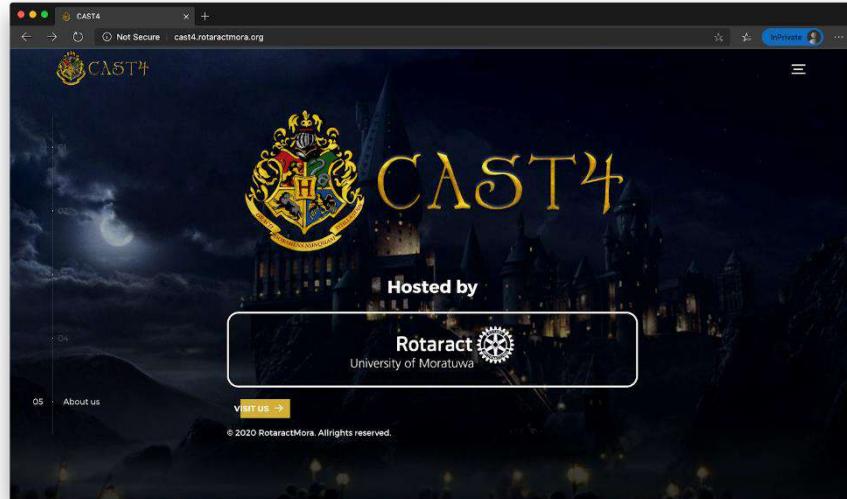 CAST4
Not Secure
cast4.rotaractmora.org
InPrivate
CAST4
01
CAST4
02
Hosted by
04
Rotaract
University of Moratuwa
05 · About us
VISIT US →
© 2020 RotaractMora. Allrights reserved.